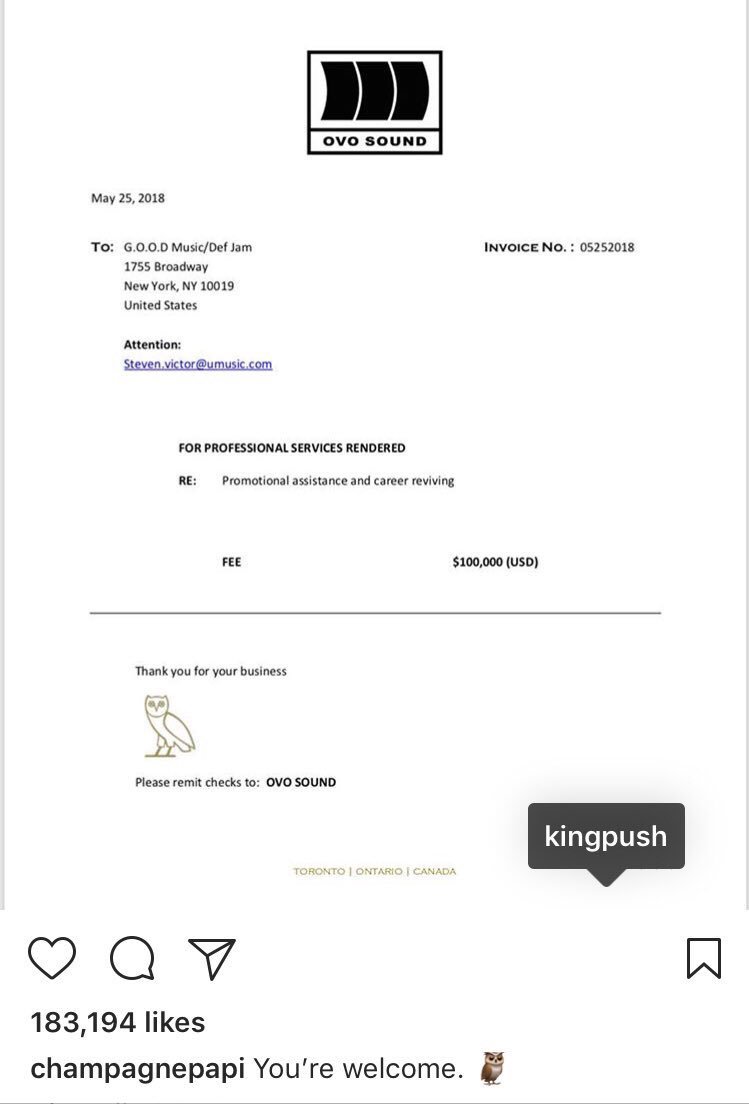 OVO SOUND
May 25, 2018
TO: G.O.O.D Music/Def Jam
INVOICE NO. : 05252018
1755 Broadway
New York, NY 10019
United States
Attention:
Steven.victor@umusic.com
FOR PROFESSIONAL SERVICES RENDERED
RE: Promotional assistance and career reviving
FEE $100,000 (USD)
Thank you for your business
Please remit checks to: OVO SOUND
kingpush
TORONTO | ONTARIO | CANADA
183,194 likes
champagnepapi You’re welcome. 🦉